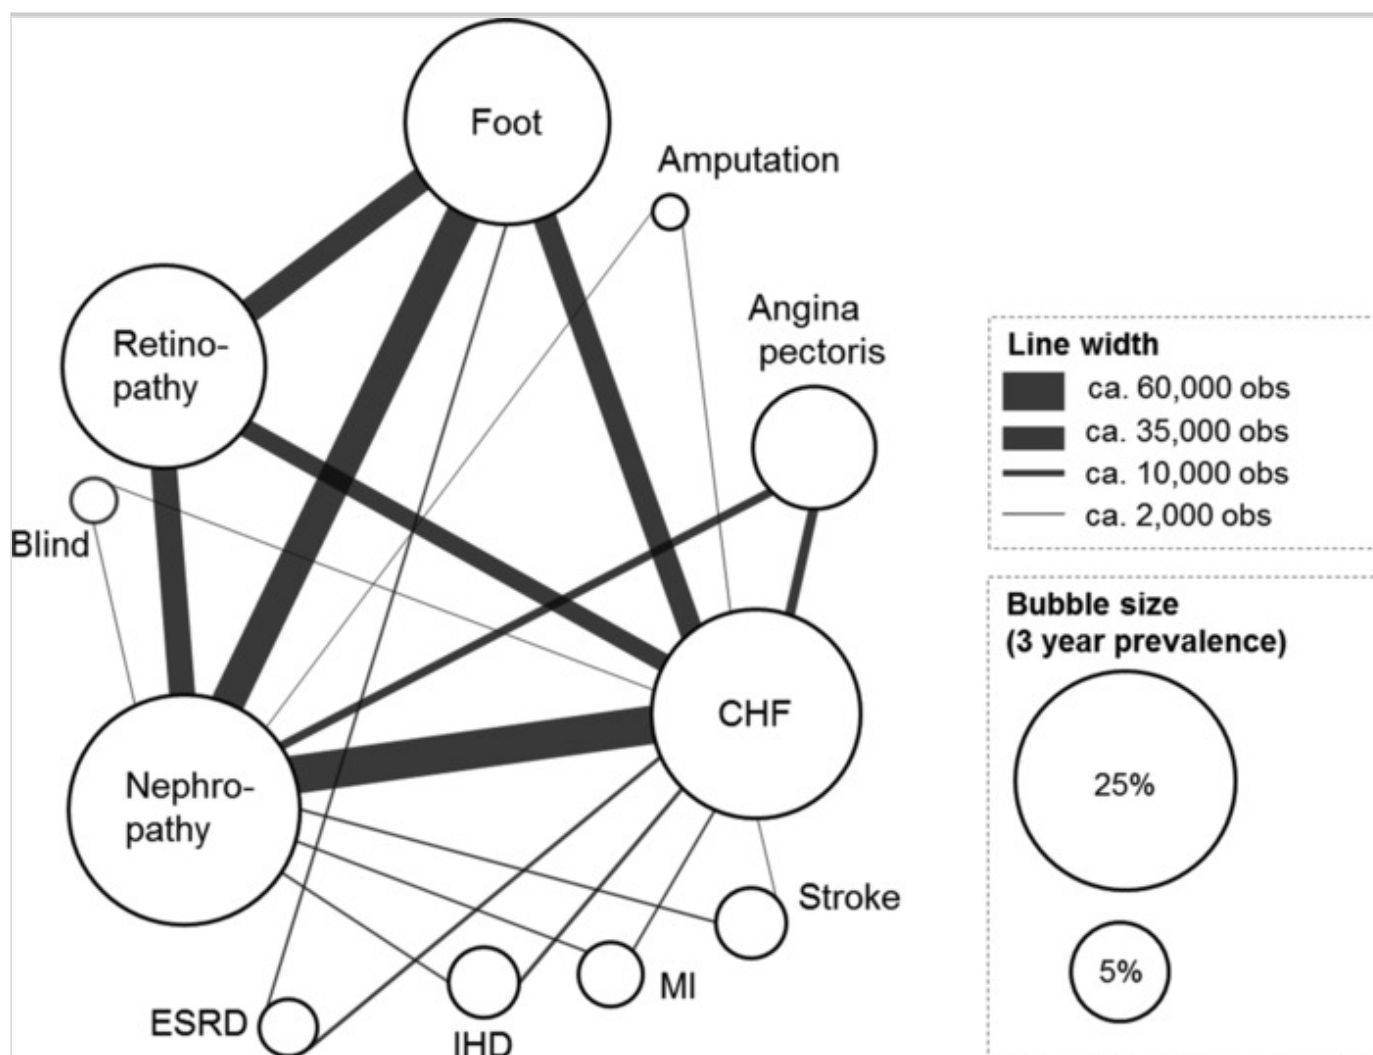 Foot
Amputation
Angina
pectoris
Retino-
pathy
Blind
CHF
Nephro-
pathy
Stroke
MI
IHD
ESRD
Line width
ca. 60,000 obs
ca. 35,000 obs
ca. 10,000 obs
ca. 2,000 obs
Bubble size
(3 year prevalence)
25%
5%